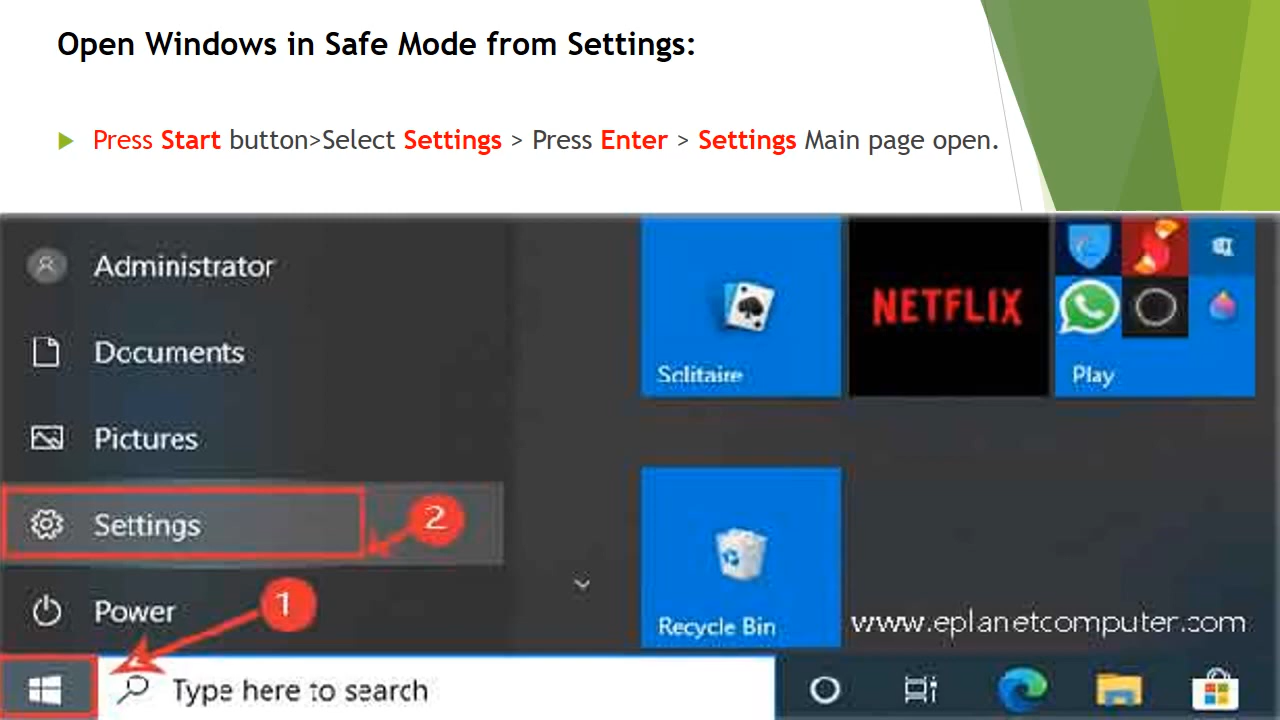 Open Windows in Safe Mode from Settings:
Press Start button>Select Settings > Press Enter > Settings Main page open.
Administrator
Documents
Pictures
Settings
Power
2
1
Solitaire
NETFLIX
Play
Recycle Bin
www.eplanetcomputer.com
Type here to search